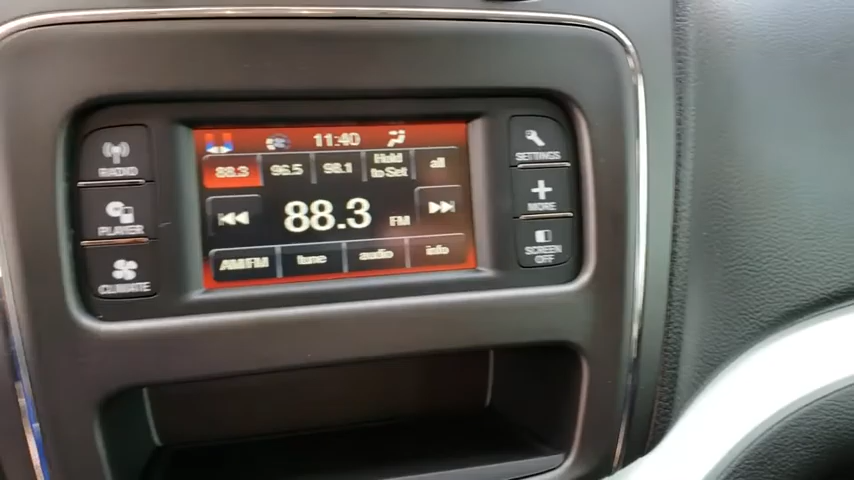 11:40
RADIO
88.3 96.5 98.1 Hold to Set all
SETTINGS
PLAYER
88.3 FM
MORE
CLIMATE
AM/FM tune audio info
SCREEN
OFF